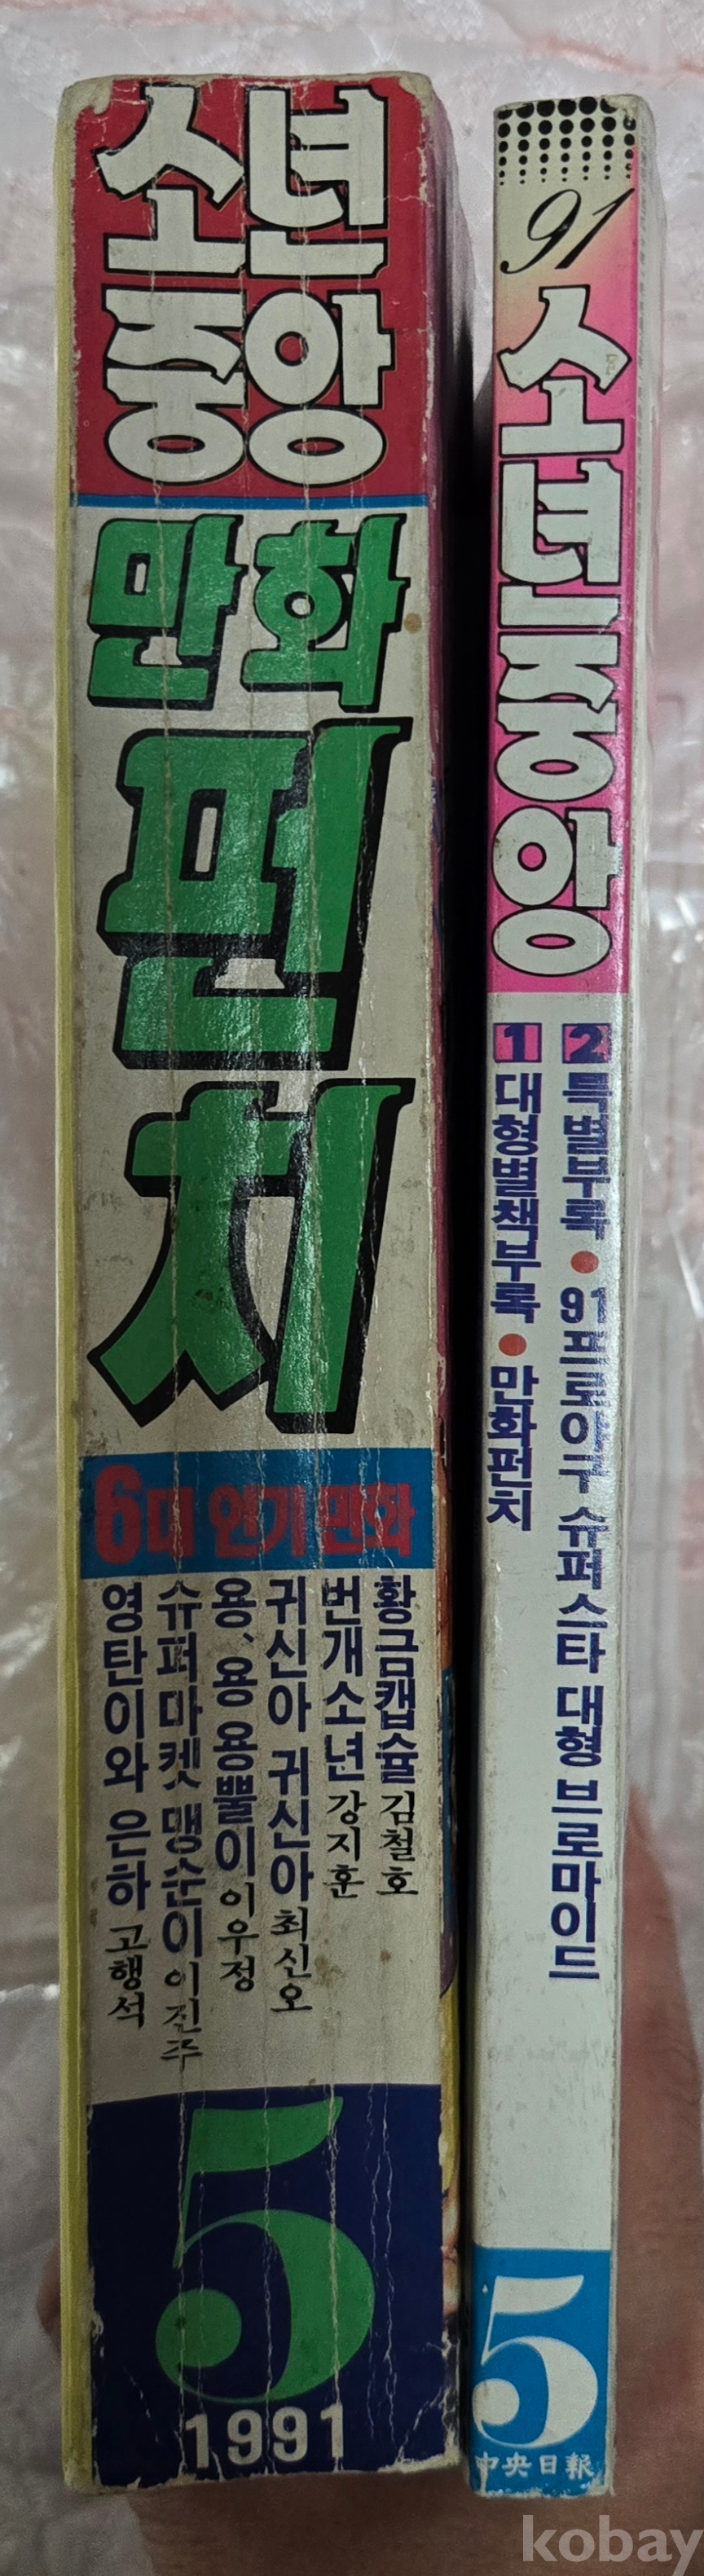 소년
중앙
만화
펀
치
6대 인기 만화
황금캡슐 김철호
번개소년 강지훈
귀신아 귀신아 최신오
용、용 용뿔이 이우정
슈퍼마켓 맹순이 이진주
영탄이와 은하 고행석
5
1991
91
소년중앙
2 특별부록 ● 91프로야구 슈퍼스타 대형 브로마이드
1 대형별책부록 ● 만화펀치
5
中央日報
kobay